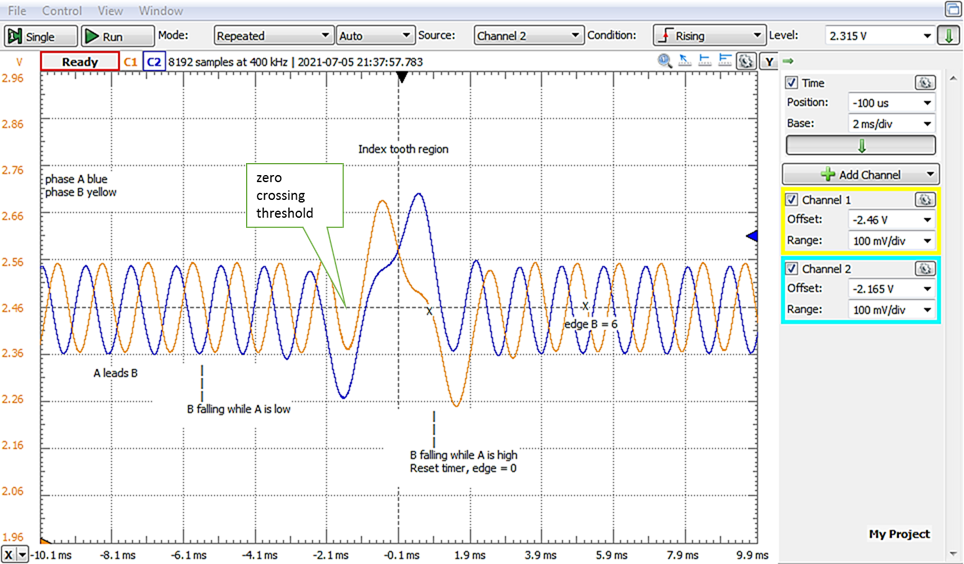 File Control View Window
Single Run Mode: Repeated Auto Source: Channel 2 Condition: Rising Level: 2.315 V
V Ready C1 C2 8192 samples at 400 kHz | 2021-07-05 21:37:57.783 Y
2.96
2.86
2.76
2.66
2.56
2.46
2.36
2.26
2.16
2.06
1.96
Index tooth region
phase A blue
phase B yellow
zero
crossing
threshold
X
X
edge B = 6
A leads B
B falling while A is low
B falling while A is high
Reset timer, edge = 0
X -10.1 ms -8.1 ms -6.1 ms -4.1 ms -2.1 ms -0.1 ms 1.9 ms 3.9 ms 5.9 ms 7.9 ms 9.9 ms
Time
Position: -100 us
Base: 2 ms/div
Add Channel
Channel 1
Offset: -2.46 V
Range: 100 mV/div
Channel 2
Offset: -2.165 V
Range: 100 mV/div
My Project